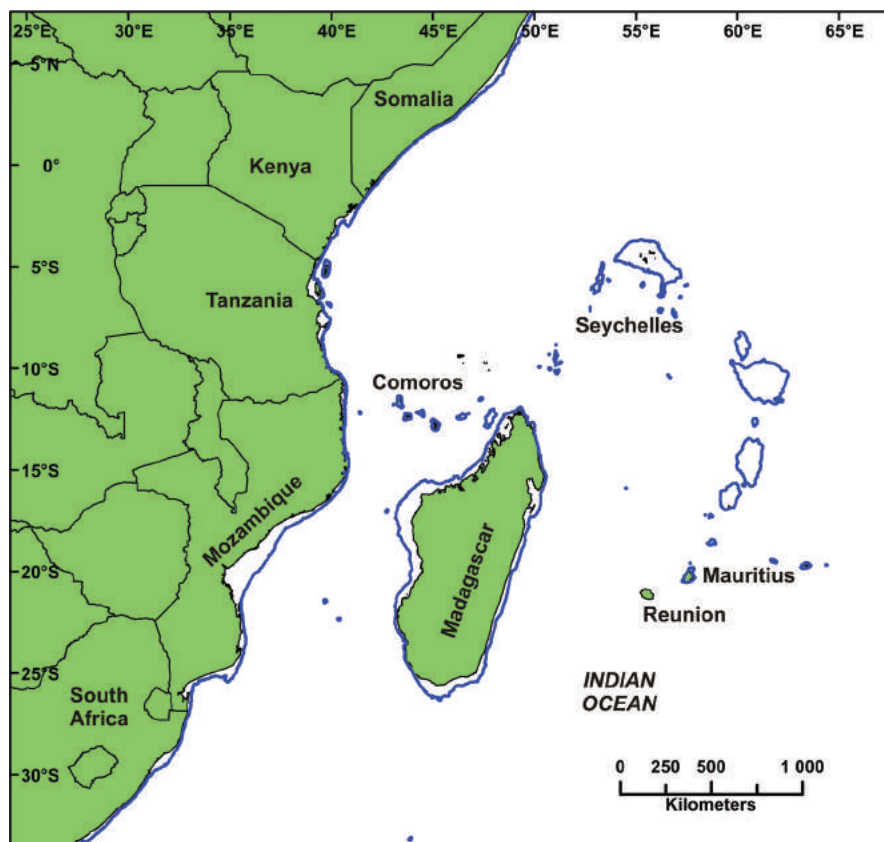 25°E 30°E 35°E 40°E 45°E 50°E 55°E 60°E 65°E
5°N
Somalia
Kenya
0°
5°S
Tanzania
Seychelles
10°S
Comoros
15°S
Mozambique
Madagascar
20°S
Mauritius
Reunion
25°S
South
Africa
INDIAN
OCEAN
30°S
0 250 500 1 000
Kilometers